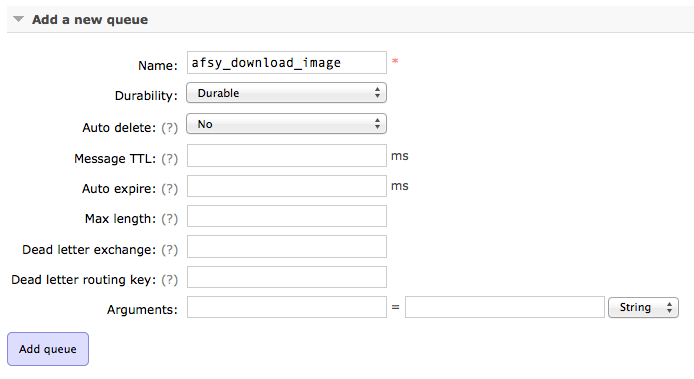 Add a new queue
Name: afsy_download_image *
Durability: Durable
Auto delete: (?) No
Message TTL: (?) ms
Auto expire: (?) ms
Max length: (?)
Dead letter exchange: (?)
Dead letter routing key: (?)
Arguments: = String
Add queue